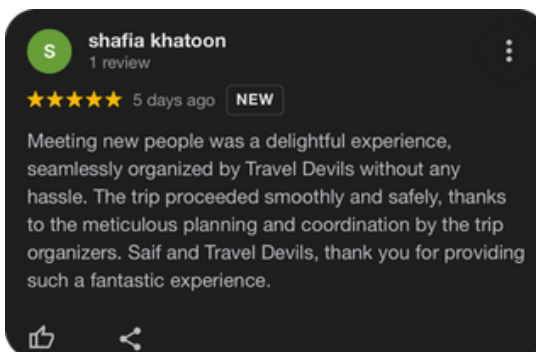 S
shafia khatoon
1 review
5 days ago NEW
Meeting new people was a delightful experience,
seamlessly organized by Travel Devils without any
hassle. The trip proceeded smoothly and safely, thanks
to the meticulous planning and coordination by the trip
organizers. Saif and Travel Devils, thank you for providing
such a fantastic experience.